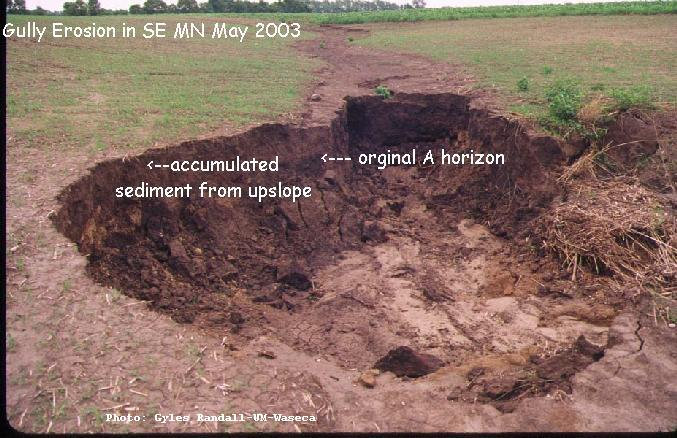 Gully Erosion in SE MN May 2003
<--accumulated
sediment from upslope
<--- orginal A horizon
Photo: Gyles Randall-UM-Waseca